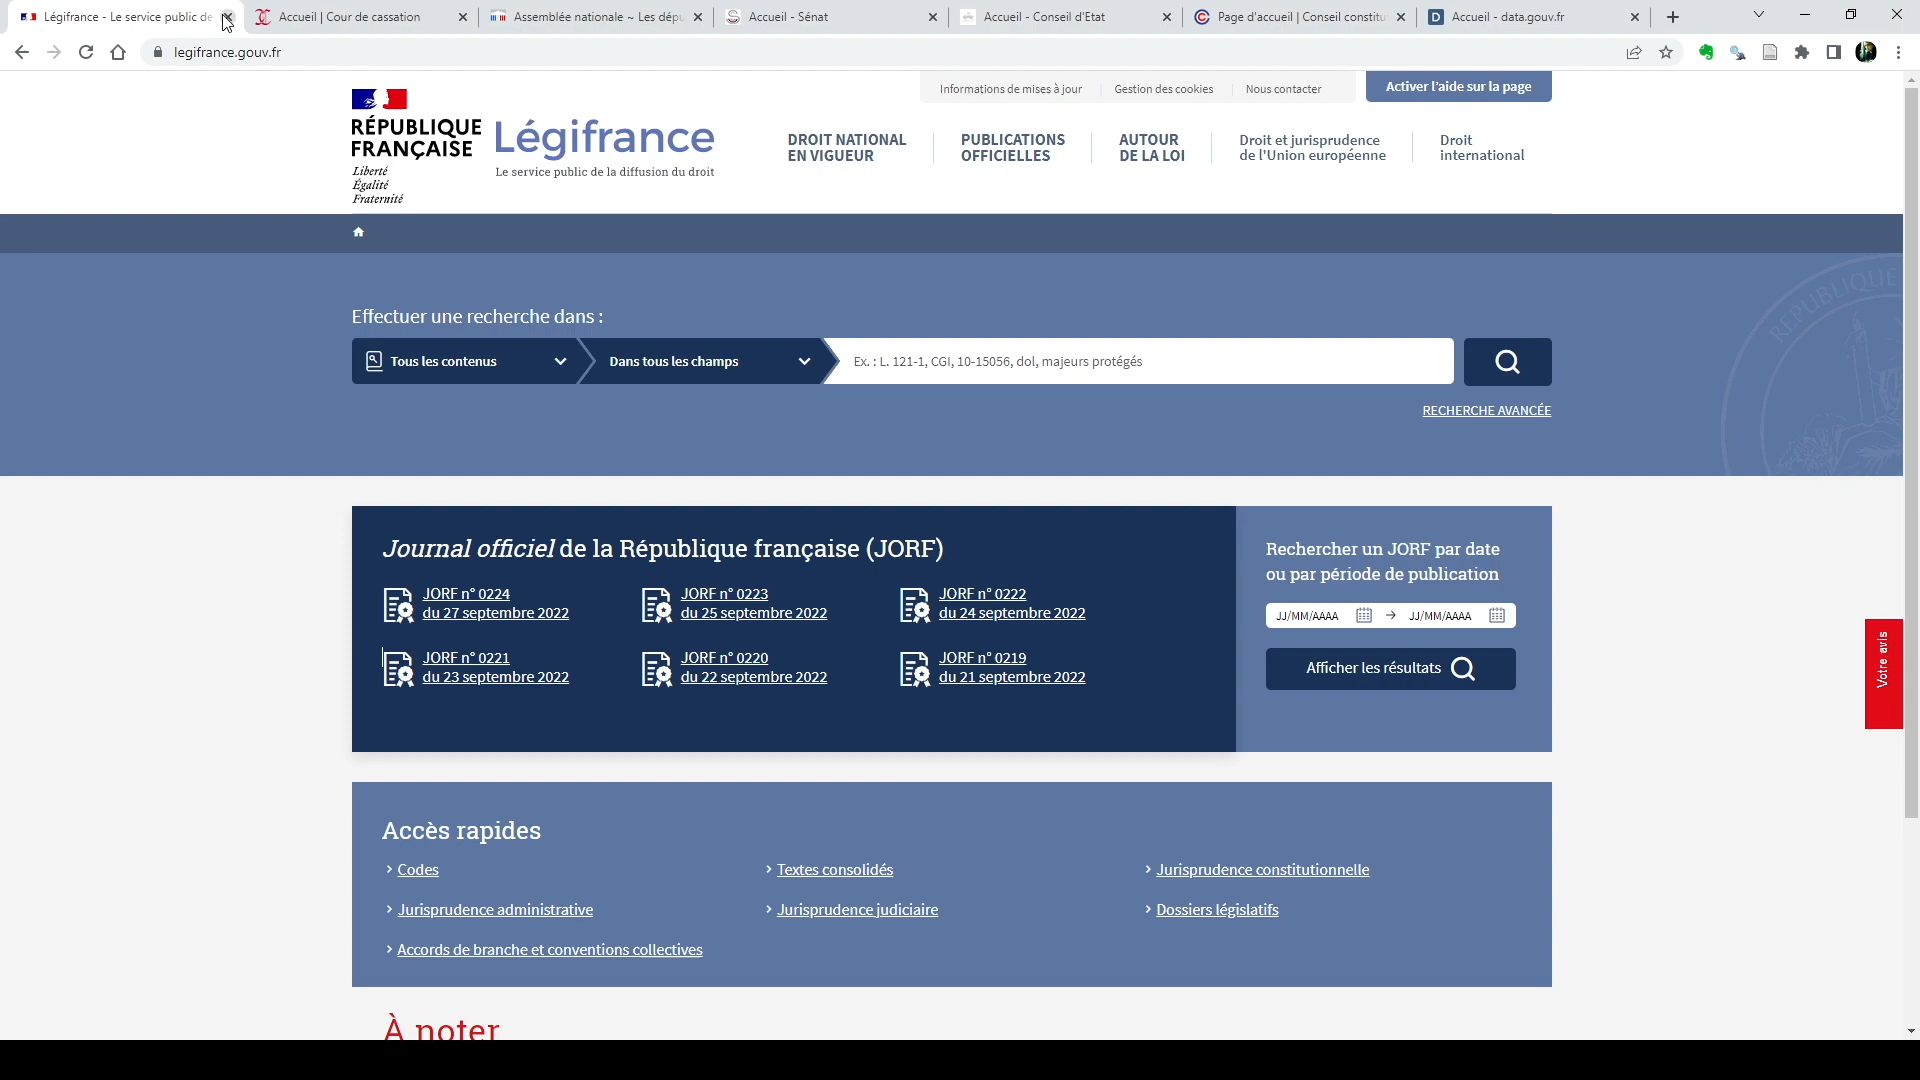 Légifrance - Le service public de
Accueil | Cour de cassation
Assemblée nationale ~ Les dépu
Accueil - Sénat
Accueil - Conseil d'Etat
Page d'accueil | Conseil constitu
D
Accueil - data.gouv.fr
legifrance.gouv.fr
Informations de mises à jour
Gestion des cookies
Nous contacter
Activer l'aide sur la page
RÉPUBLIQUE
FRANÇAISE
Liberté
Égalité
Fraternité
Légifrance
Le service public de la diffusion du droit
DROIT NATIONAL
EN VIGUEUR
PUBLICATIONS
OFFICIELLES
AUTOUR
DE LA LOI
Droit et jurisprudence
de l'Union européenne
Droit
international
Effectuer une recherche dans :
Tous les contenus
Dans tous les champs
Ex. : L. 121-1, CGI, 10-15056, dol, majeurs protégés
RECHERCHE AVANCÉE
REPUBLIQUE
Journal officiel de la République française (JORF)
JORF n° 0224
du 27 septembre 2022
JORF n° 0223
du 25 septembre 2022
JORF n° 0222
du 24 septembre 2022
JORF n° 0221
du 23 septembre 2022
JORF n° 0220
du 22 septembre 2022
JORF n° 0219
du 21 septembre 2022
Rechercher un JORF par date
ou par période de publication
JJ/MM/AAAA
JJ/MM/AAAA
Afficher les résultats
Votre avis
Accès rapides
Codes
Textes consolidés
Jurisprudence constitutionnelle
Jurisprudence administrative
Jurisprudence judiciaire
Dossiers législatifs
Accords de branche et conventions collectives
À noter